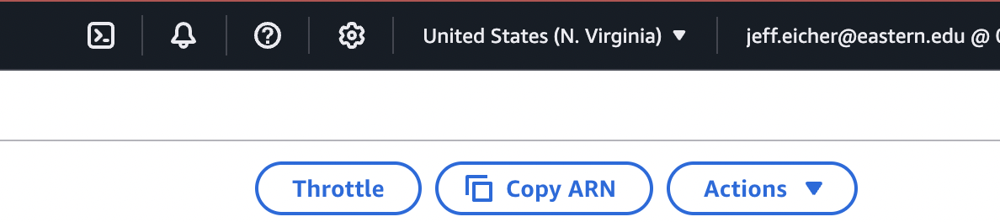 United States (N. Virginia) jeff.eicher@eastern.edu @
Throttle Copy ARN Actions